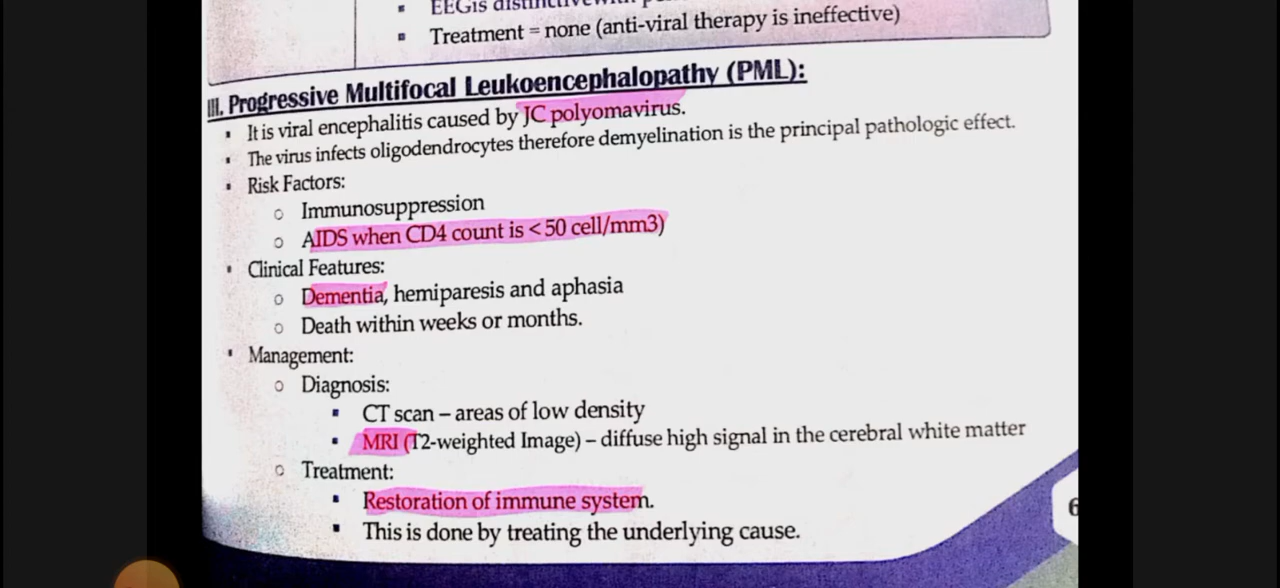 EEGis distinctive with
Treatment = none (anti-viral therapy is ineffective)
III. Progressive Multifocal Leukoencephalopathy (PML):
▪ It is viral encephalitis caused by JC polyomavirus.
▪ The virus infects oligodendrocytes therefore demyelination is the principal pathologic effect.
▪ Risk Factors:
o Immunosuppression
o AIDS when CD4 count is < 50 cell/mm3)
▪ Clinical Features:
o Dementia, hemiparesis and aphasia
o Death within weeks or months.
▪ Management:
o Diagnosis:
▪ CT scan – areas of low density
▪ MRI (T2-weighted Image) – diffuse high signal in the cerebral white matter
o Treatment:
▪ Restoration of immune system.
▪ This is done by treating the underlying cause.
6